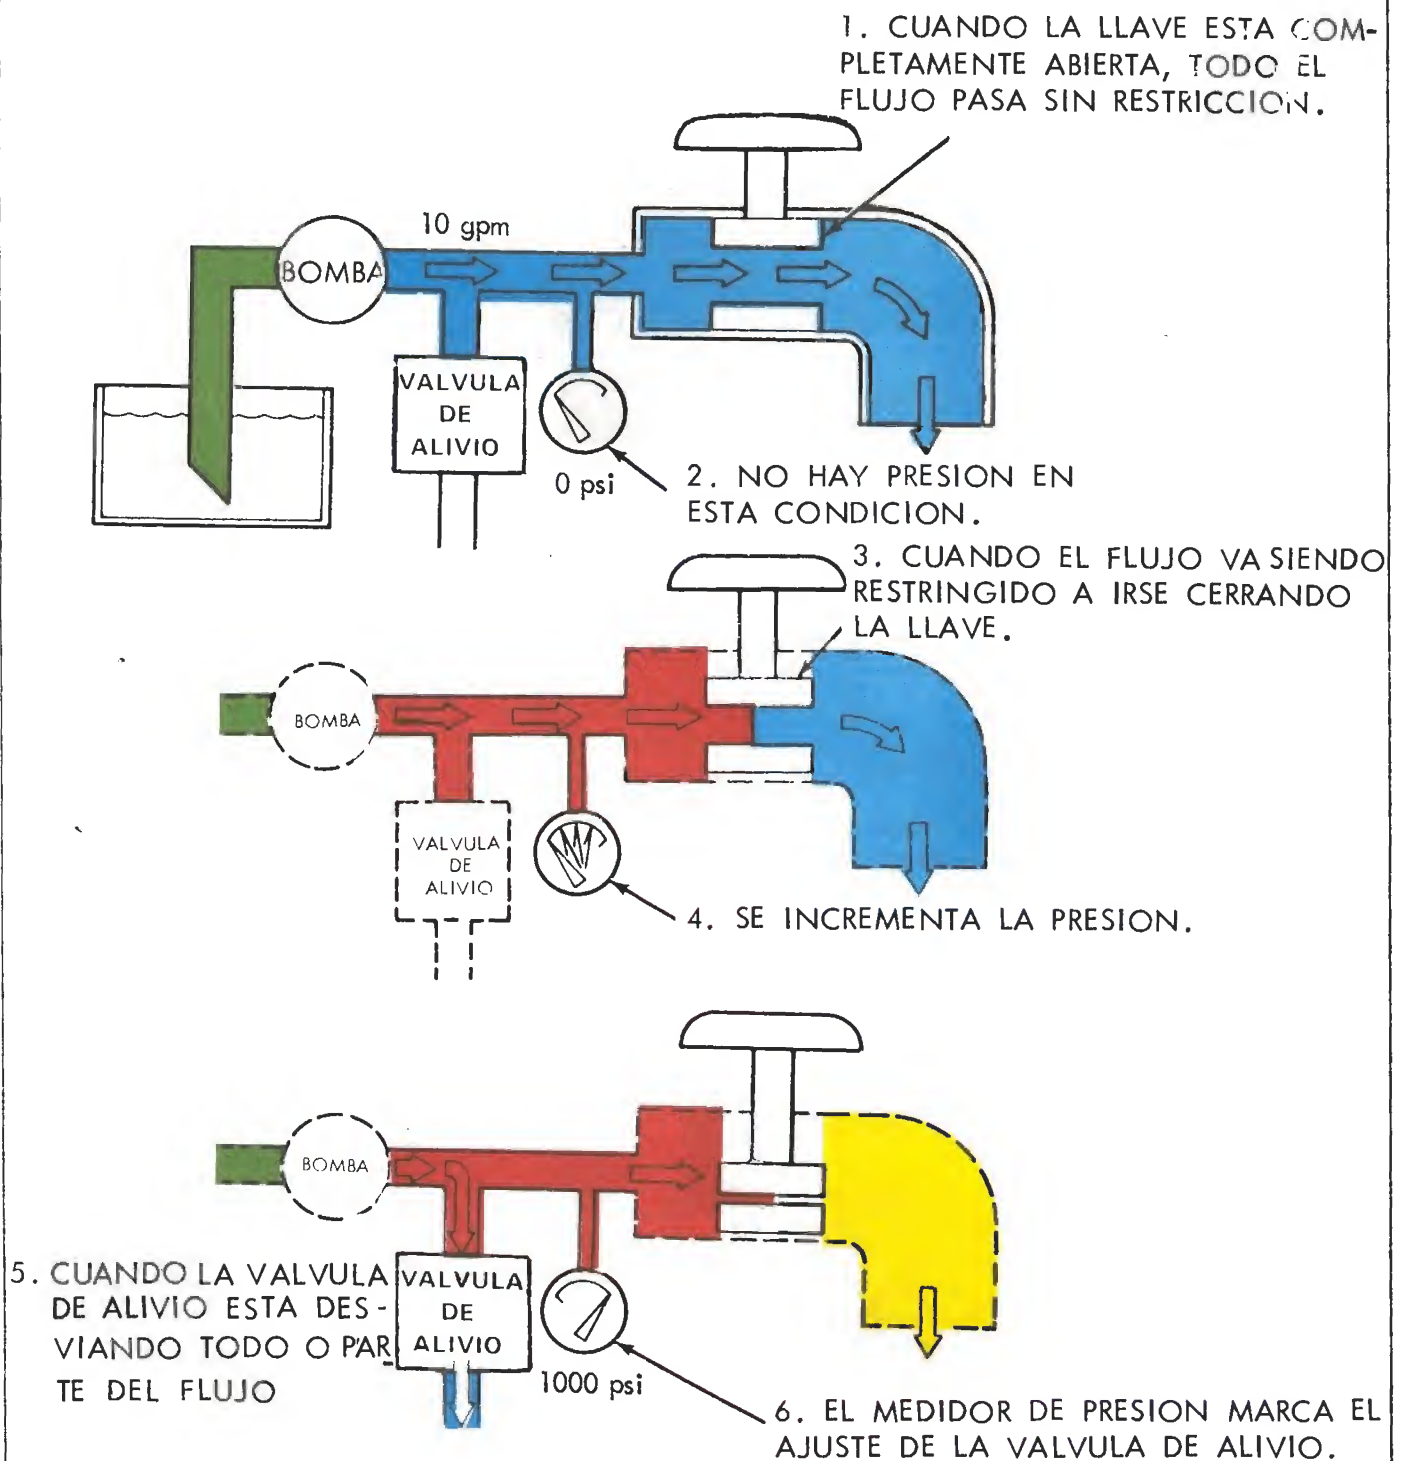 1. CUANDO LA LLAVE ESTA COM-
PLETAMENTE ABIERTA, TODO EL
FLUJO PASA SIN RESTRICCION.
10 gpm
BOMBA
VALVULA
DE
ALIVIO
0 psi
2. NO HAY PRESION EN
ESTA CONDICION.
3. CUANDO EL FLUJO VA SIENDO
RESTRINGIDO A IRSE CERRANDO
LA LLAVE.
BOMBA
VALVULA
DE
ALIVIO
4. SE INCREMENTA LA PRESION.
BOMBA
5. CUANDO LA VALVULA
DE ALIVIO ESTA DES-
VIANDO TODO O PAR-
TE DEL FLUJO
VALVULA
DE
ALIVIO
1000 psi
6. EL MEDIDOR DE PRESION MARCA EL
AJUSTE DE LA VALVULA DE ALIVIO.